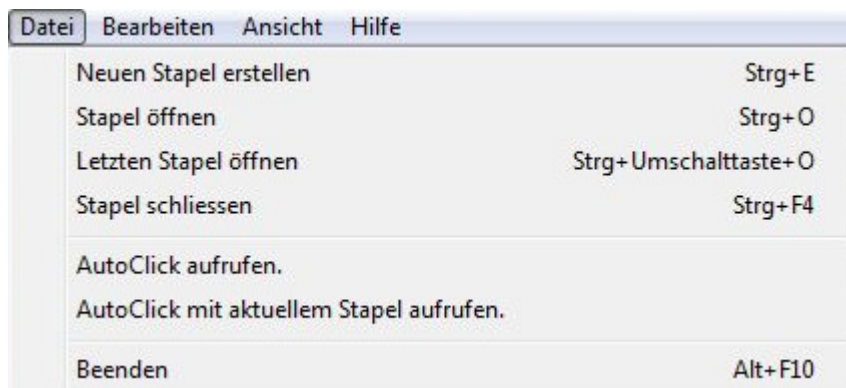 Datei Bearbeiten Ansicht Hilfe
Neuen Stapel erstellen Strg+E
Stapel öffnen Strg+O
Letzten Stapel öffnen Strg+Umschalttaste+O
Stapel schliessen Strg+F4
AutoClick aufrufen.
AutoClick mit aktuellem Stapel aufrufen.
Beenden Alt+F10